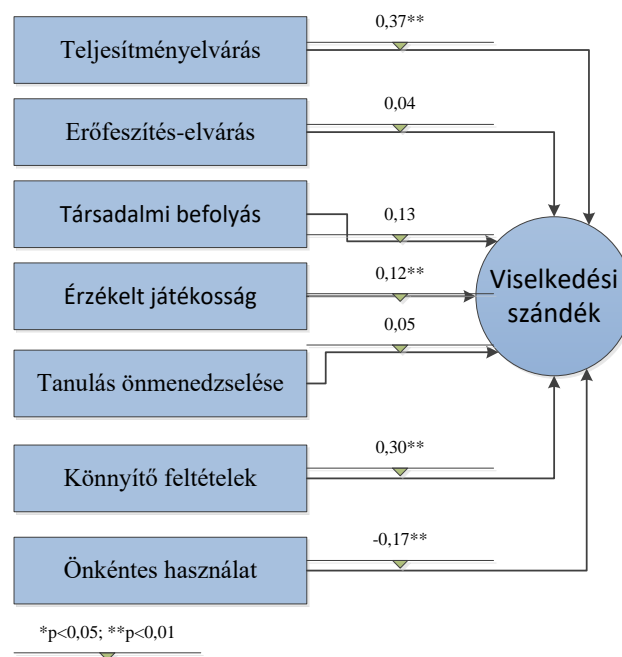 0,37**
Teljesítményelvárás
0,04
Erőfeszítés-elvárás
Társadalmi befolyás
0,13
0,12**
Érzékelt játékosság
Viselkedési
szándék
0,05
Tanulás önmenedzselése
0,30**
Könnyítő feltételek
-0,17**
Önkéntes használat
*p<0,05; **p<0,01